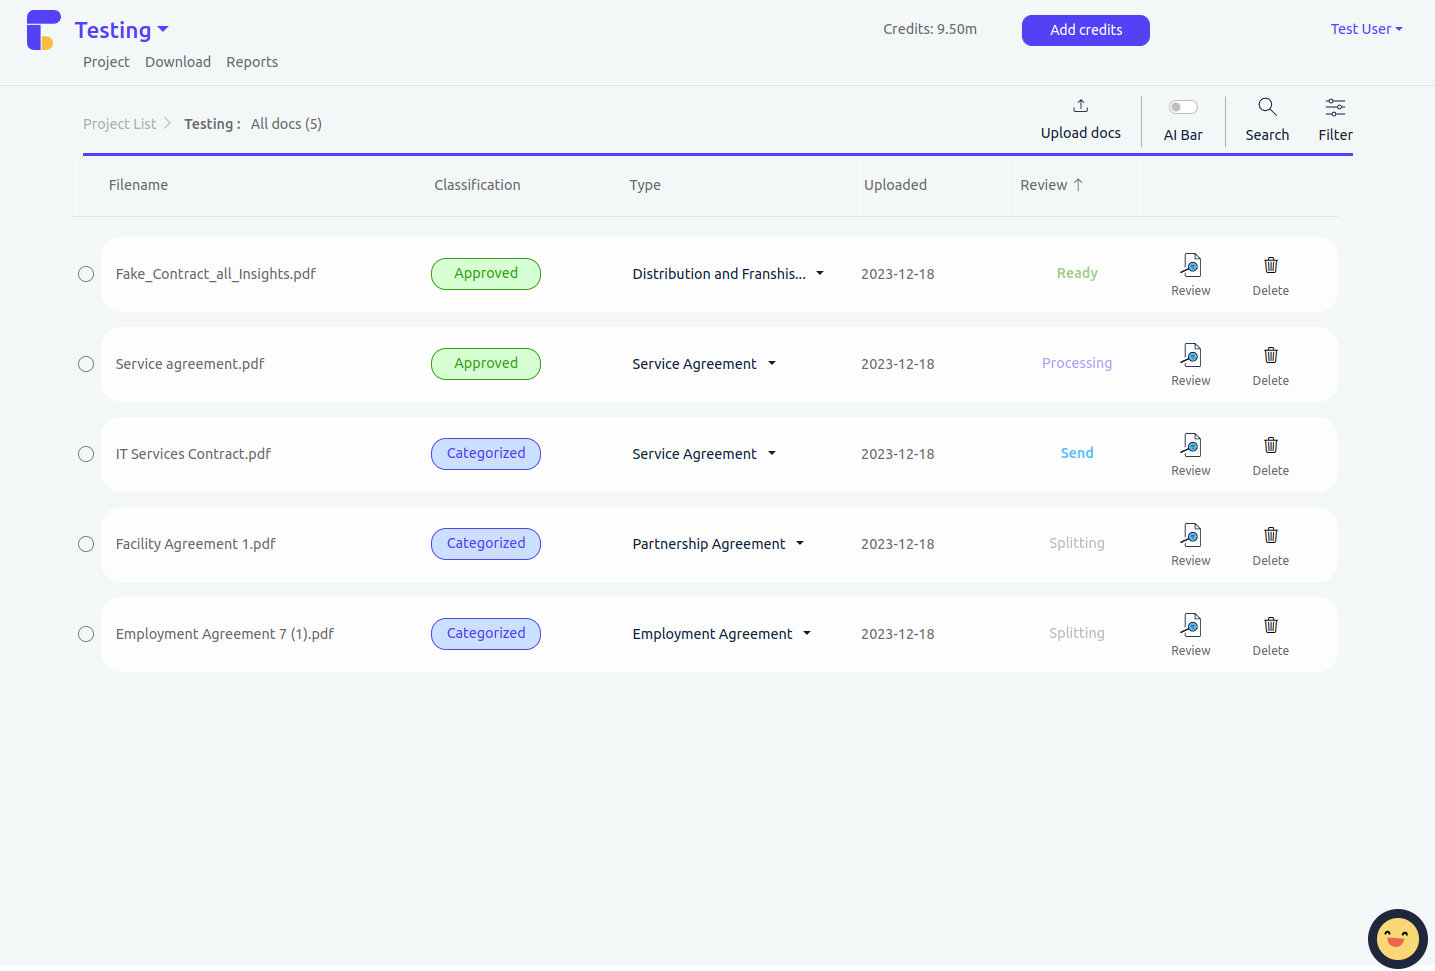 Testing
Credits: 9.50m
Add credits
Test User
Project Download Reports
Project List Testing : All docs (5)
Upload docs
AI Bar
Search
Filter
Filename Classification Type Uploaded Review
Fake_Contract_all_Insights.pdf Approved Distribution and Franshis... 2023-12-18 Ready Review Delete
Service agreement.pdf Approved Service Agreement 2023-12-18 Processing Review Delete
IT Services Contract.pdf Categorized Service Agreement 2023-12-18 Send Review Delete
Facility Agreement 1.pdf Categorized Partnership Agreement 2023-12-18 Splitting Review Delete
Employment Agreement 7 (1).pdf Categorized Employment Agreement 2023-12-18 Splitting Review Delete